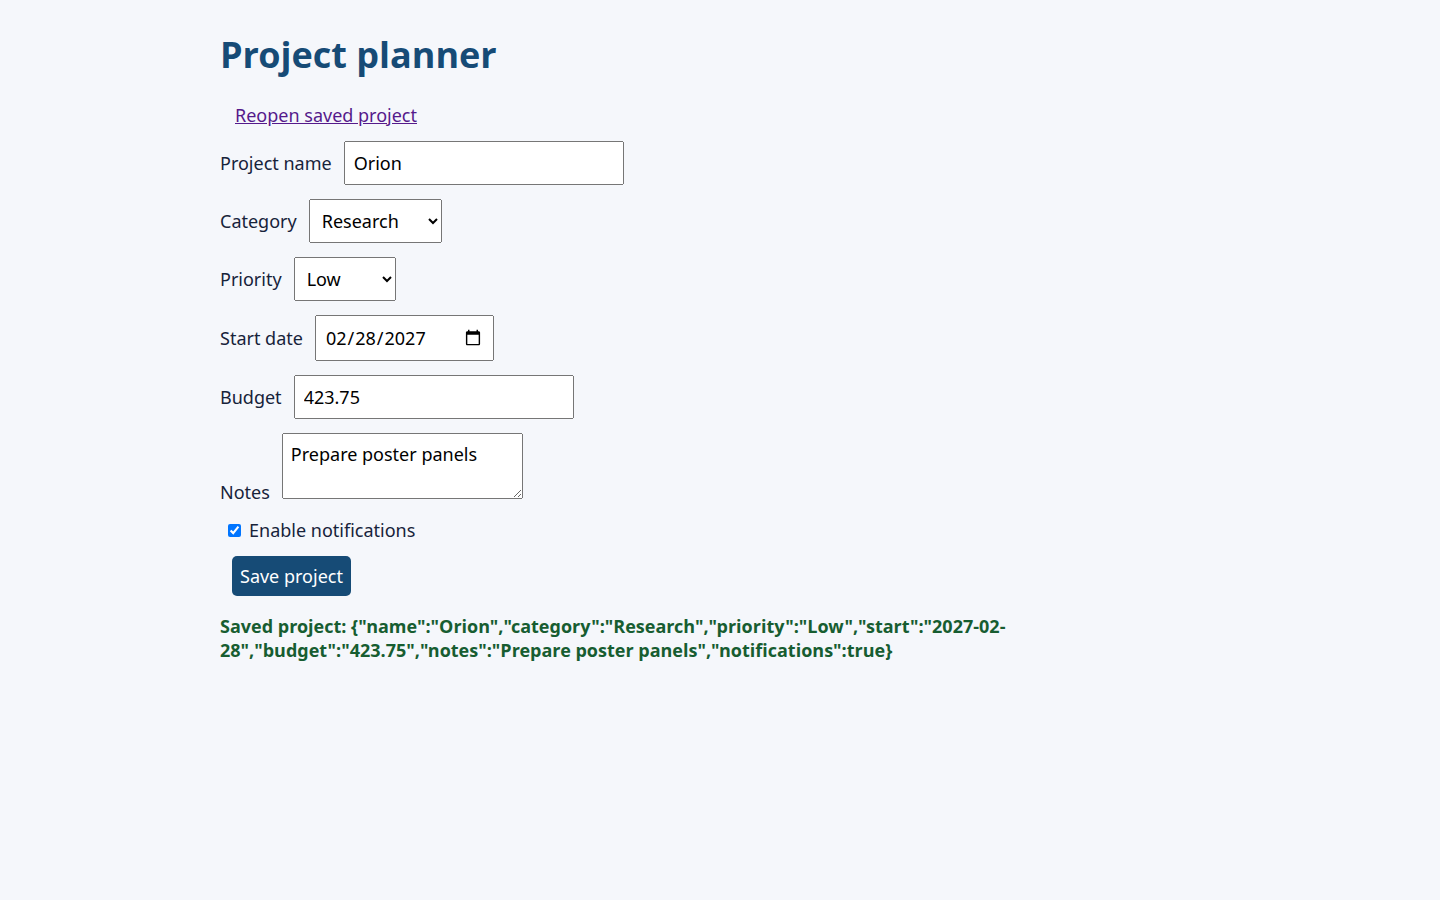 Project planner
Reopen saved project
Project name Orion
Category Research
Priority Low
Start date 02/28/2027
Budget 423.75
Prepare poster panels
Notes
Enable notifications
Save project
Saved project: {"name":"Orion","category":"Research","priority":"Low","start":"2027-02-
28","budget":"423.75","notes":"Prepare poster panels","notifications":true}